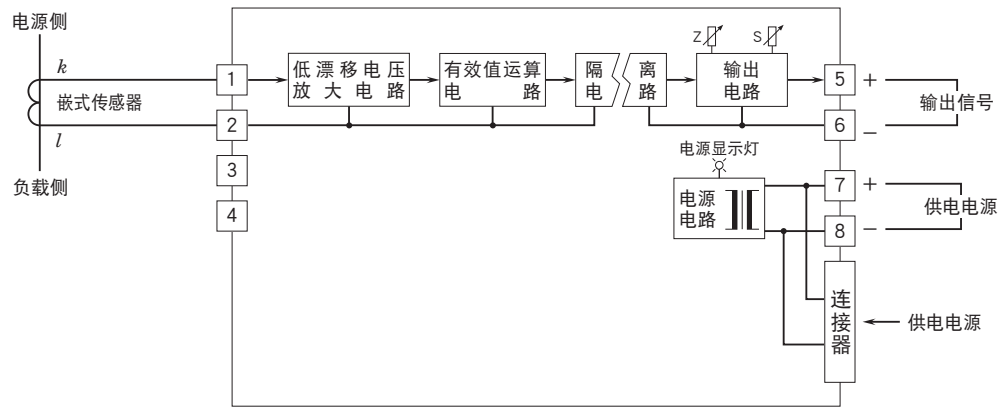 电源侧
k
嵌式传感器
l
负载侧
1
2
3
4
低漂移电压
放大电路
有效值运算
电路
隔离
电路
Z
S
输出
电路
5
+
输出信号
6
−
电源显示灯
电源
电路
7
+
供电电源
8
−
连接器
供电电源